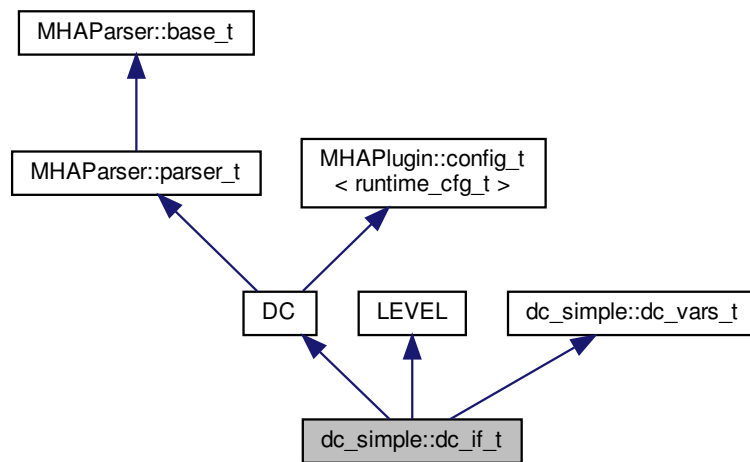 MHAParser::base_t
MHAParser::parser_t
MHAPlugin::config_t
< runtime_cfg_t >
DC
LEVEL
dc_simple::dc_vars_t
dc_simple::dc_if_t